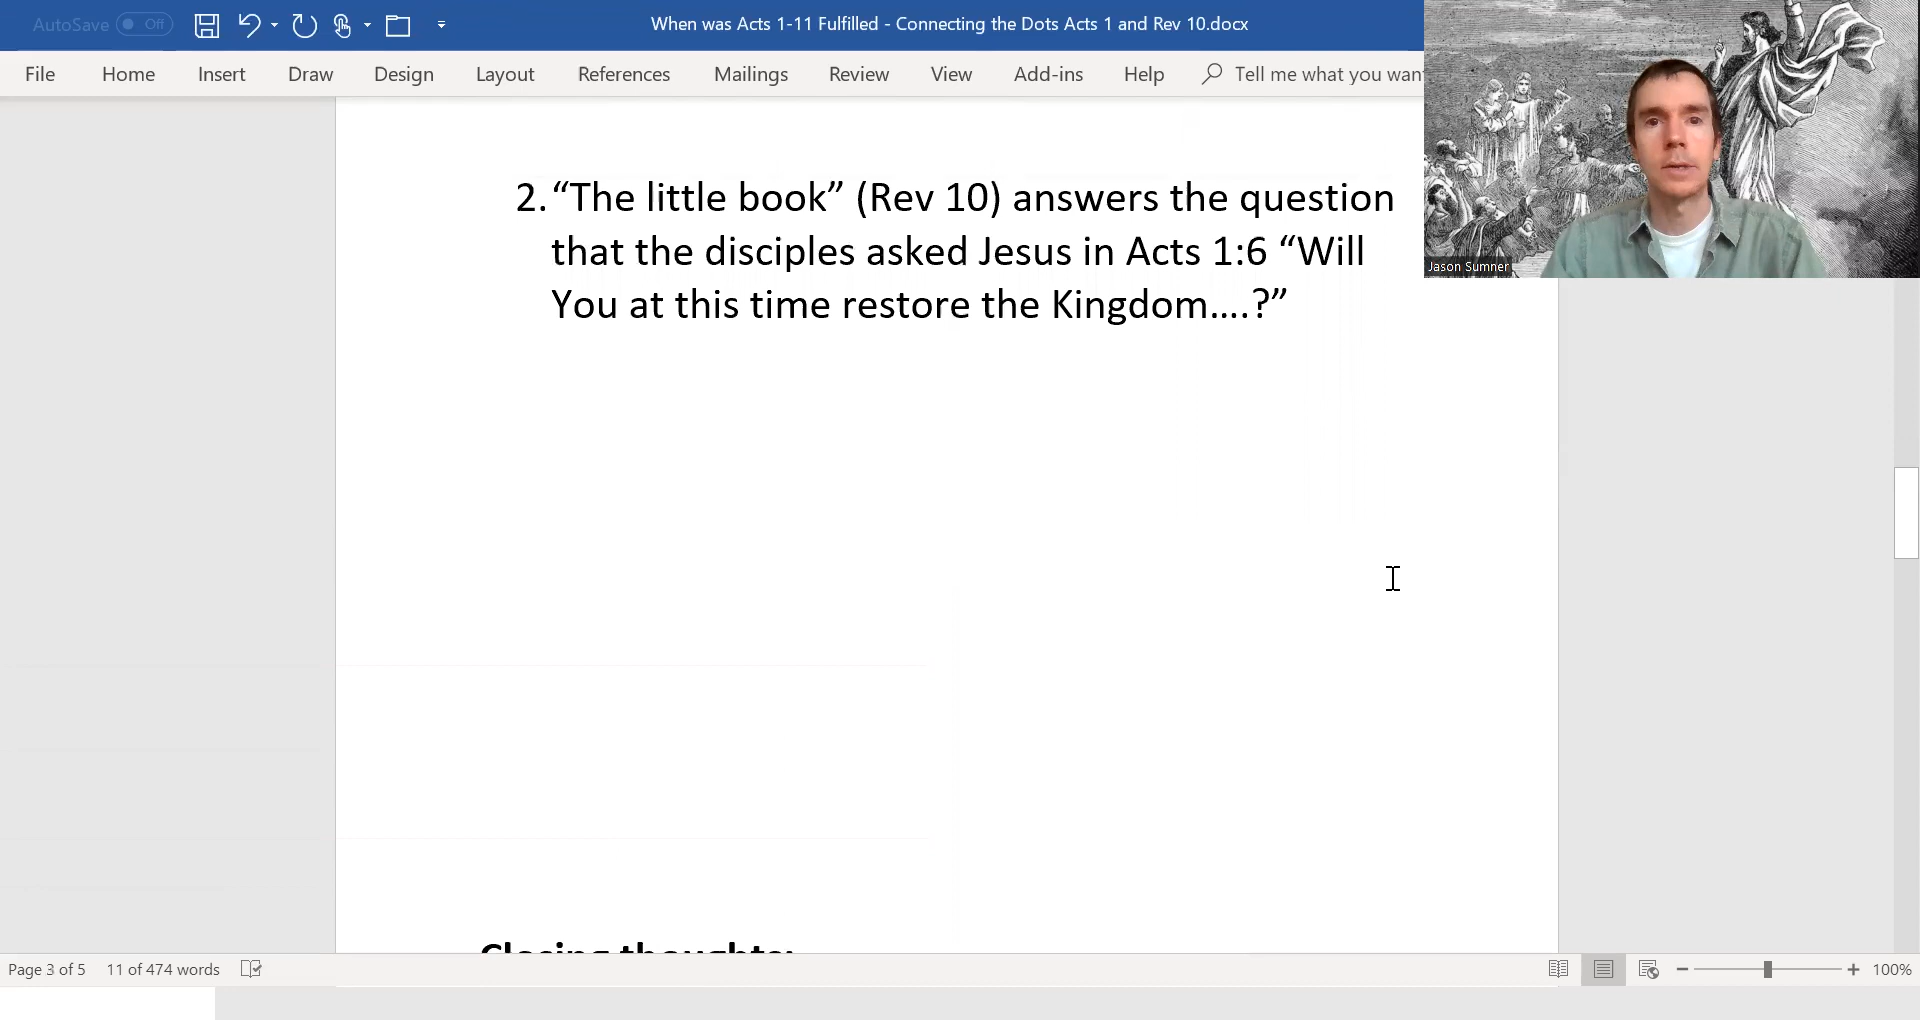 AutoSave Off
When was Acts 1-11 Fulfilled - Connecting the Dots Acts 1 and Rev 10.docx
File Home Insert Draw Design Layout References Mailings Review View Add-ins Help Tell me what you wan
Jason Sumner
2. “The little book” (Rev 10) answers the question
that the disciples asked Jesus in Acts 1:6 “Will
You at this time restore the Kingdom....?”
Closing thoughts:
Page 3 of 5 11 of 474 words 100%